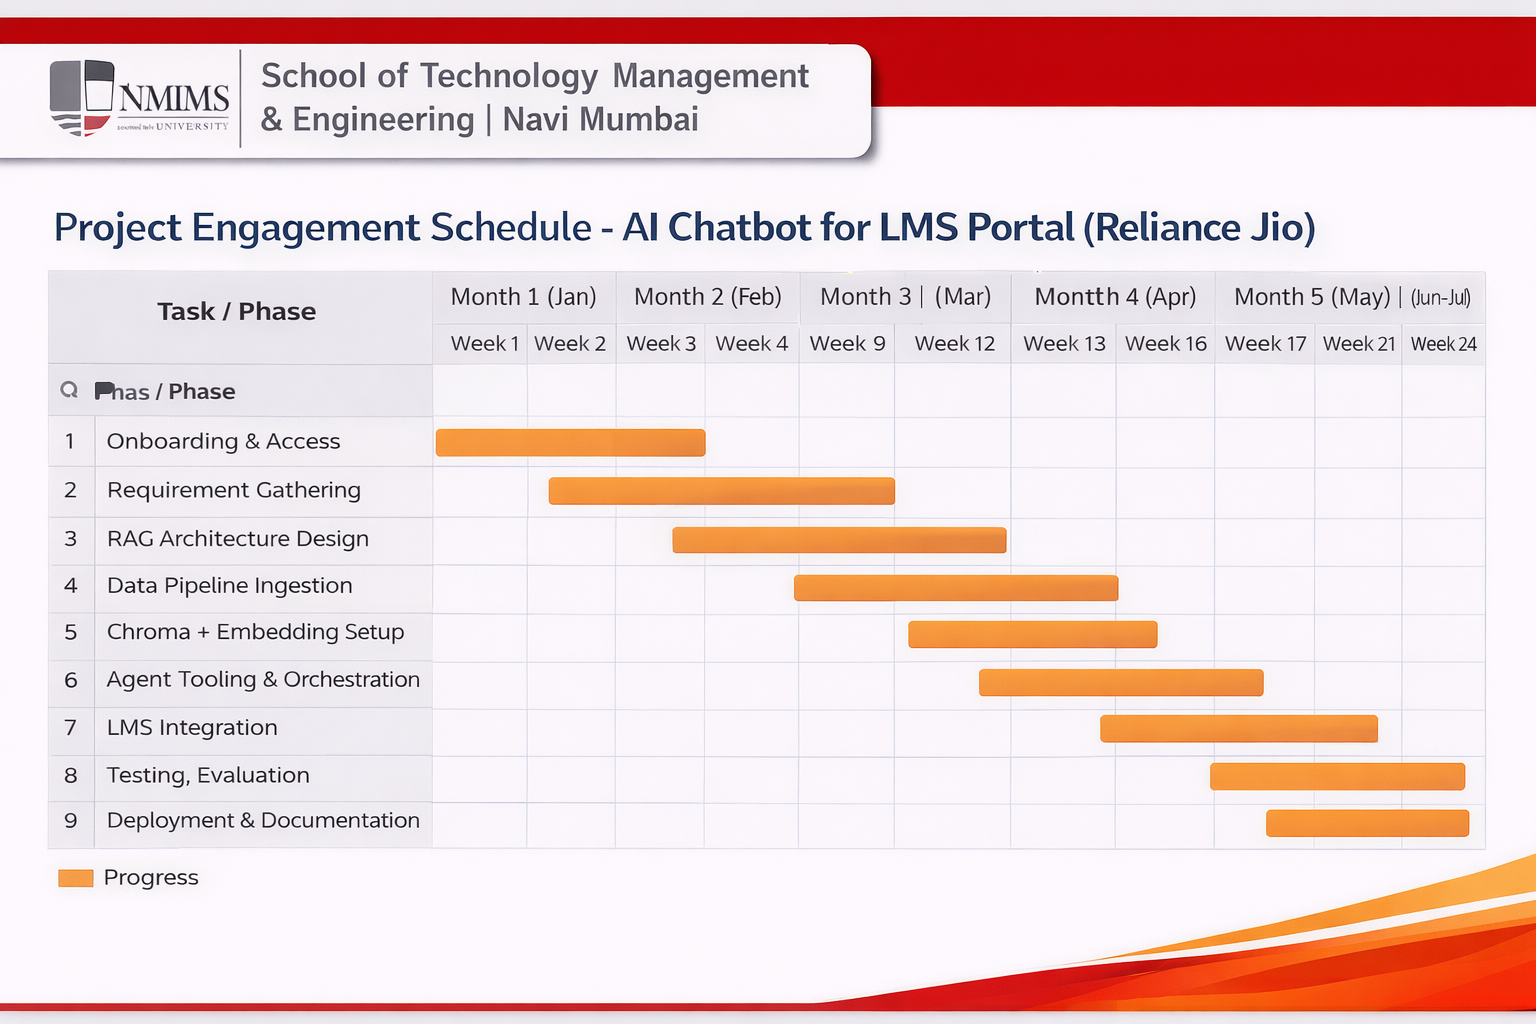 NMIMS
UNIVERSITY
School of Technology Management
& Engineering | Navi Mumbai
Project Engagement Schedule - AI Chatbot for LMS Portal (Reliance Jio)
Task / Phase
Month 1 (Jan) Month 2 (Feb) Month 3 | (Mar) Montth 4 (Apr) Month 5 (May) | (Jun-Jul)
Week 1 Week 2 Week 3 Week 4 Week 9 Week 12 Week 13 Week 16 Week 17 Week 21 Week 24
Phas / Phase
1 Onboarding & Access
2 Requirement Gathering
3 RAG Architecture Design
4 Data Pipeline Ingestion
5 Chroma + Embedding Setup
6 Agent Tooling & Orchestration
7 LMS Integration
8 Testing, Evaluation
9 Deployment & Documentation
Progress